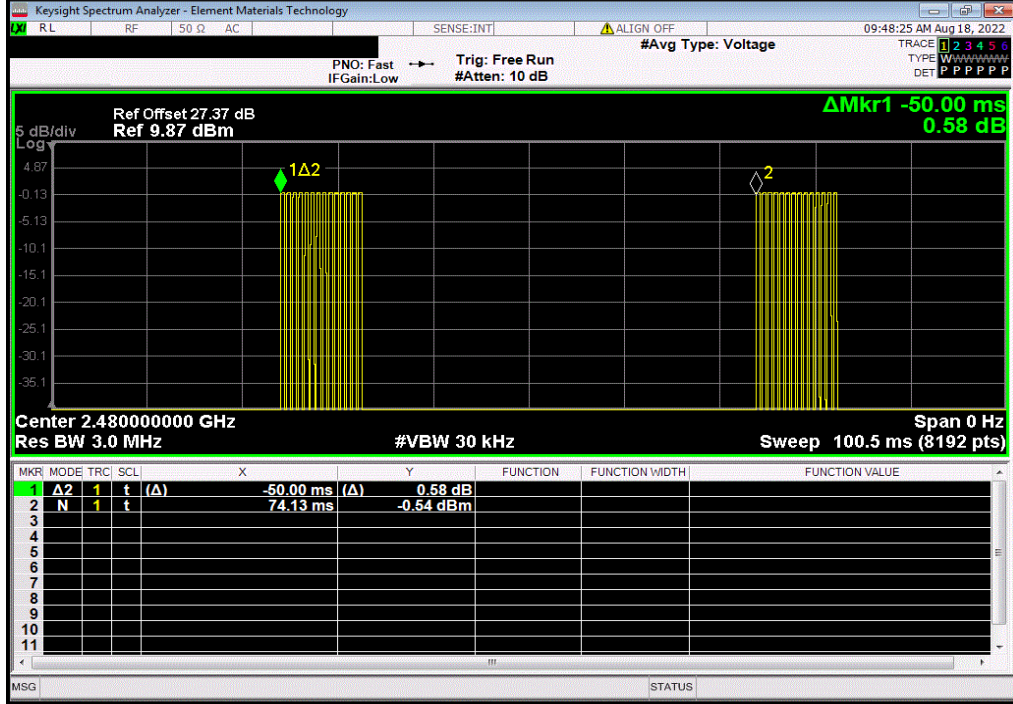 Keysight Spectrum Analyzer - Element Materials Technology
LXI RL RF 50 Ω AC SENSE:INT ALIGN OFF 09:48:25 AM Aug 18, 2022
#Avg Type: Voltage TRACE 1 2 3 4 5 6
PNO: Fast Trig: Free Run TYPE WWWWWW
IFGain:Low #Atten: 10 dB DET P P P P P P
ΔMkr1 -50.00 ms
0.58 dB
Ref Offset 27.37 dB
5 dB/div Ref 9.87 dBm
Log
4.87
1Δ2
2
-0.13
-5.13
-10.1
-15.1
-20.1
-25.1
-30.1
-35.1
Center 2.480000000 GHz Span 0 Hz
Res BW 3.0 MHz #VBW 30 kHz Sweep 100.5 ms (8192 pts)
MKR MODE TRC SCL X Y FUNCTION FUNCTION WIDTH FUNCTION VALUE
1 Δ2 1 t (Δ) -50.00 ms (Δ) 0.58 dB
2 N 1 t 74.13 ms -0.54 dBm
3
4
5
6
7
8
9
10
11
MSG STATUS